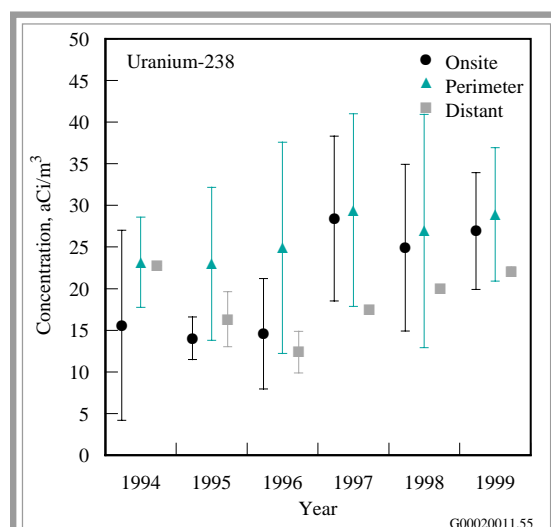 Uranium-238
Onsite
Perimeter
Distant
Concentration, aCi/m³
50
45
40
35
30
25
20
15
10
5
0
1994 1995 1996 1997 1998 1999
Year
G00020011.55